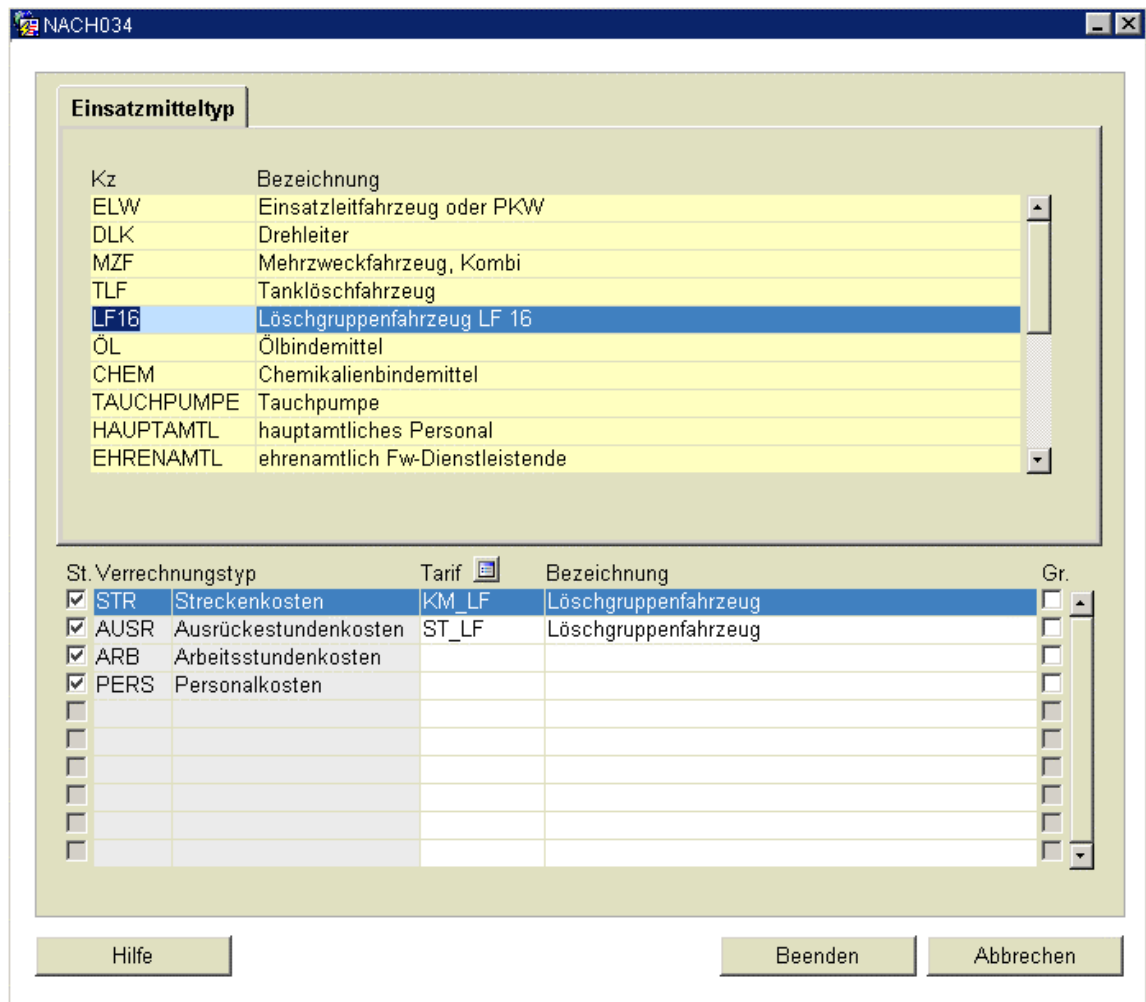 NACH034
Einsatzmitteltyp
Kz Bezeichnung
ELW Einsatzleitfahrzeug oder PKW
DLK Drehleiter
MZF Mehrzweckfahrzeug, Kombi
TLF Tanklöschfahrzeug
LF16 Löschgruppenfahrzeug LF 16
ÖL Ölbindemittel
CHEM Chemikalienbindemittel
TAUCHPUMPE Tauchpumpe
HAUPTAMTL hauptamtliches Personal
EHRENAMTL ehrenamtlich Fw-Dienstleistende
St. Verrechnungstyp Tarif Bezeichnung Gr.
STR Streckenkosten KM_LF Löschgruppenfahrzeug
AUSR Ausrückestundenkosten ST_LF Löschgruppenfahrzeug
ARB Arbeitsstundenkosten
PERS Personalkosten
Hilfe Beenden Abbrechen